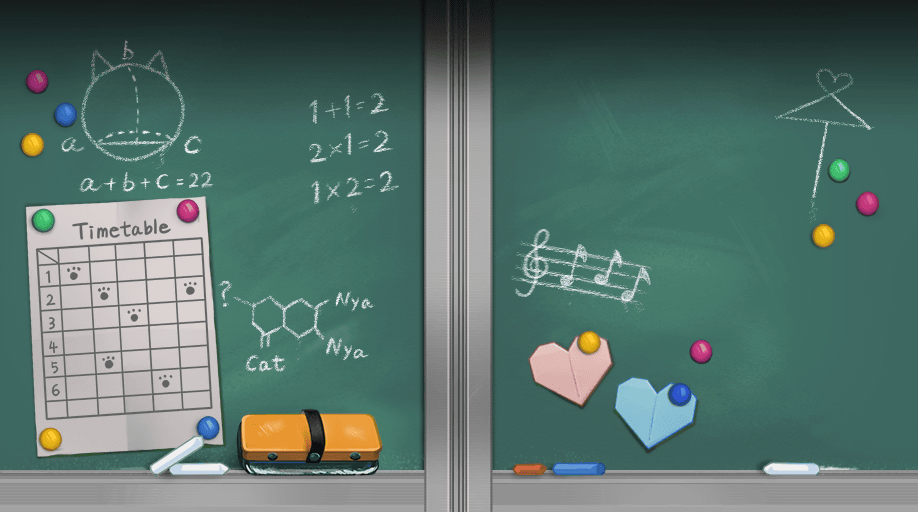 b
a
c
a+b+c=22
1+1=2
2×1=2
1×2=2
Timetable
1
2
3
4
5
6
?
Nya
Nya
Cat